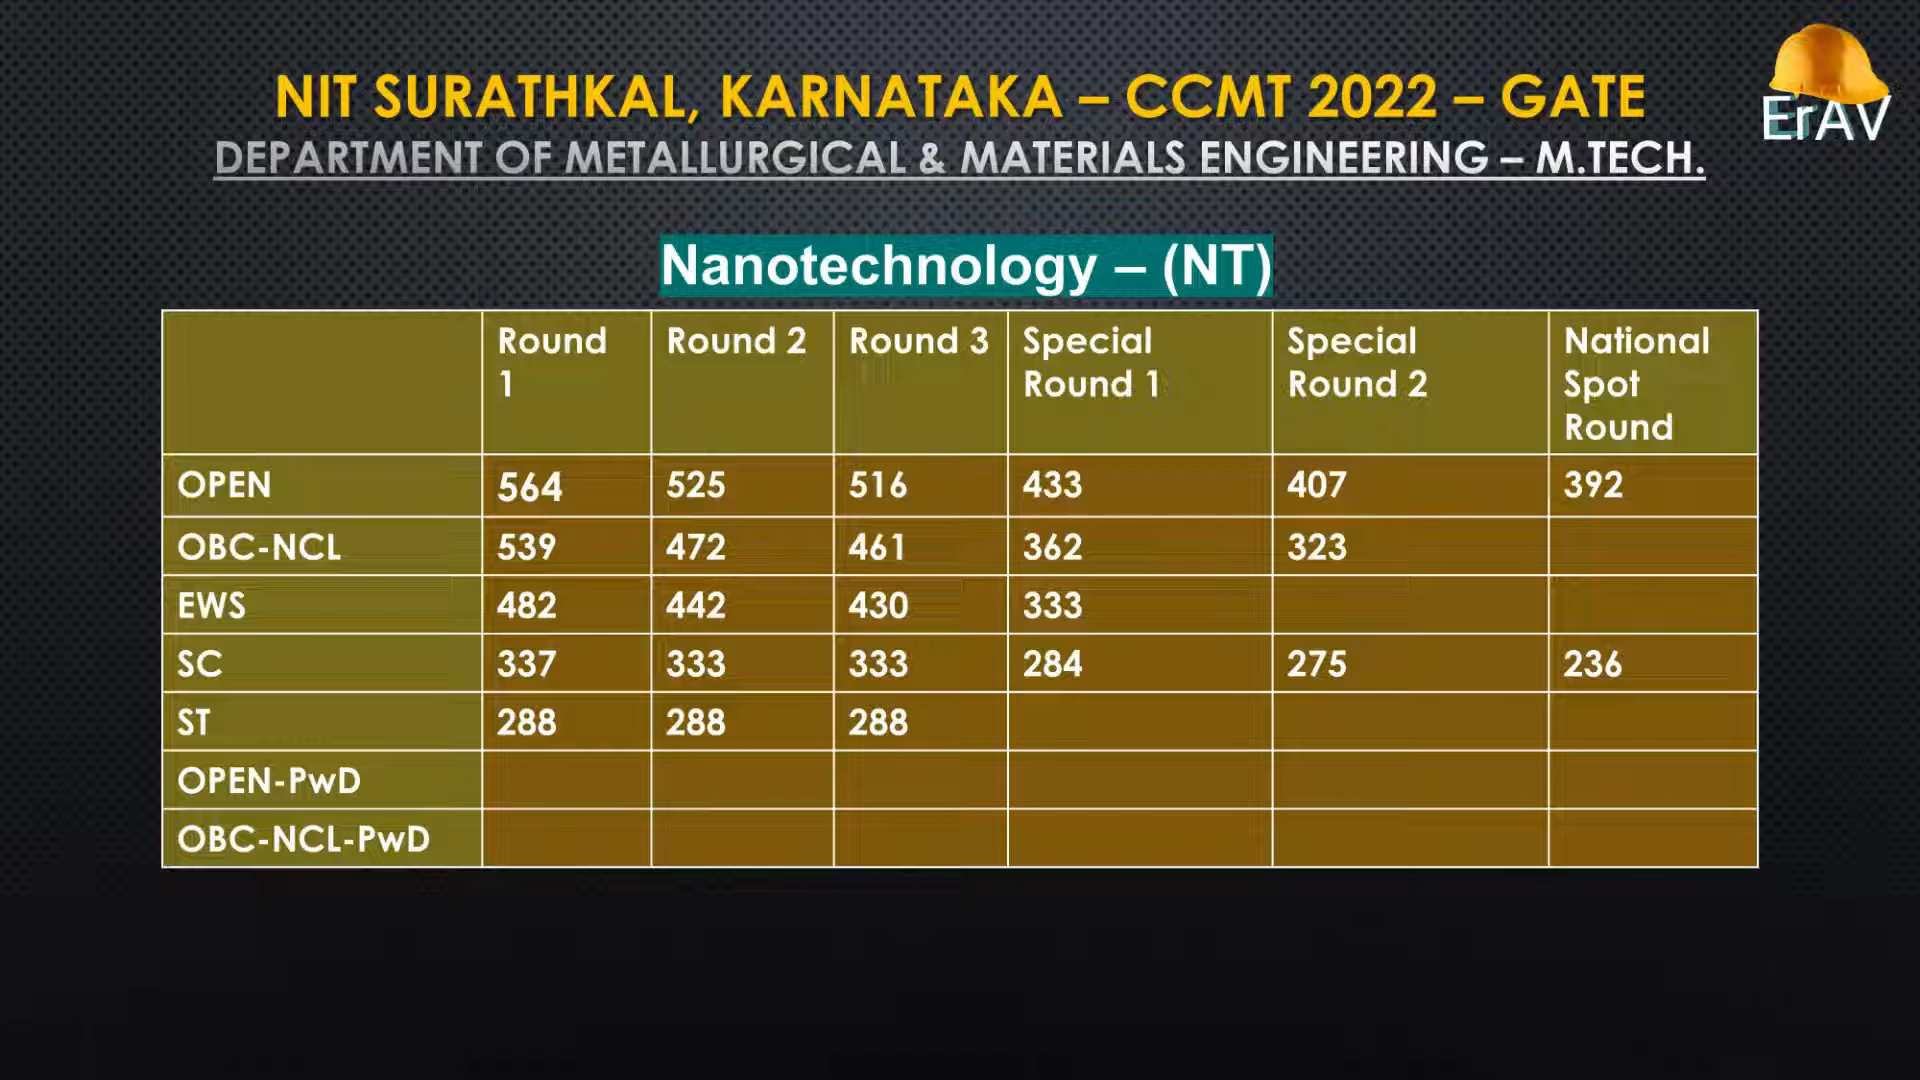 NIT SURATHKAL, KARNATAKA – CCMT 2022 – GATE
ErAV
DEPARTMENT OF METALLURGICAL & MATERIALS ENGINEERING – M.TECH.
Nanotechnology – (NT)
Round 1 Round 2 Round 3 Special Round 1 Special Round 2 National Spot Round
OPEN 564 525 516 433 407 392
OBC-NCL 539 472 461 362 323
EWS 482 442 430 333
SC 337 333 333 284 275 236
ST 288 288 288
OPEN-PwD
OBC-NCL-PwD